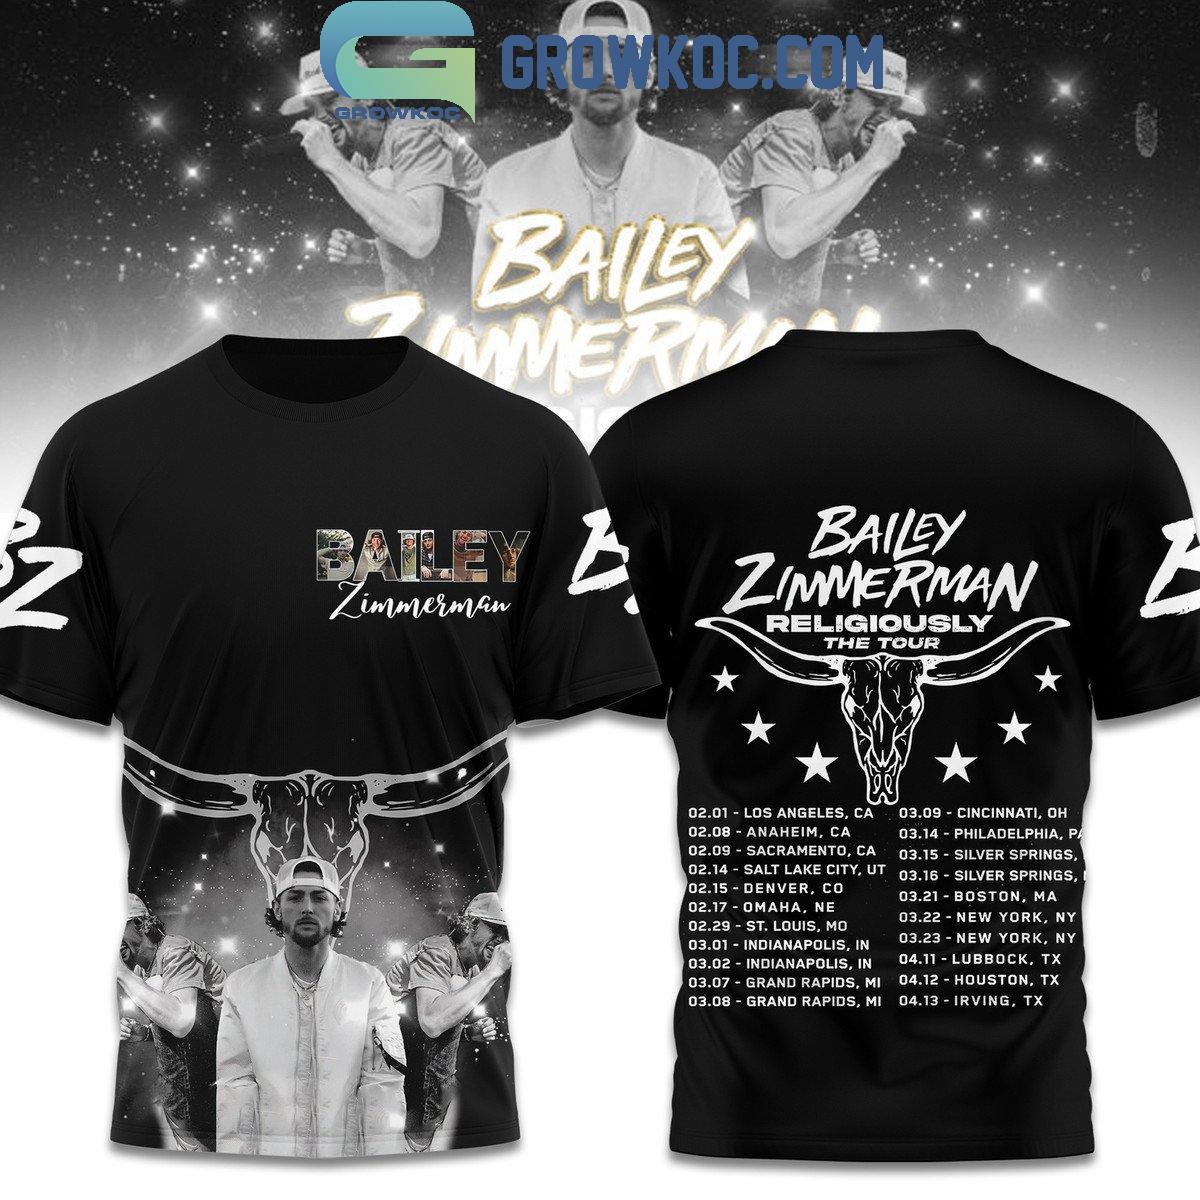 GROWKOC
GROWKOC.COM
BAILEY
ZIMMERMAN
BZ
BAILEY
Zimmerman
BAILEY
ZIMMERMAN
RELIGIOUSLY
THE TOUR
02.01 - LOS ANGELES, CA
02.08 - ANAHEIM, CA
02.09 - SACRAMENTO, CA
02.14 - SALT LAKE CITY, UT
02.15 - DENVER, CO
02.17 - OMAHA, NE
02.29 - ST. LOUIS, MO
03.01 - INDIANAPOLIS, IN
03.02 - INDIANAPOLIS, IN
03.07 - GRAND RAPIDS, MI
03.08 - GRAND RAPIDS, MI
03.09 - CINCINNATI, OH
03.14 - PHILADELPHIA, PA
03.15 - SILVER SPRINGS,
03.16 - SILVER SPRINGS,
03.21 - BOSTON, MA
03.22 - NEW YORK, NY
03.23 - NEW YORK, NY
04.11 - LUBBOCK, TX
04.12 - HOUSTON, TX
04.13 - IRVING, TX